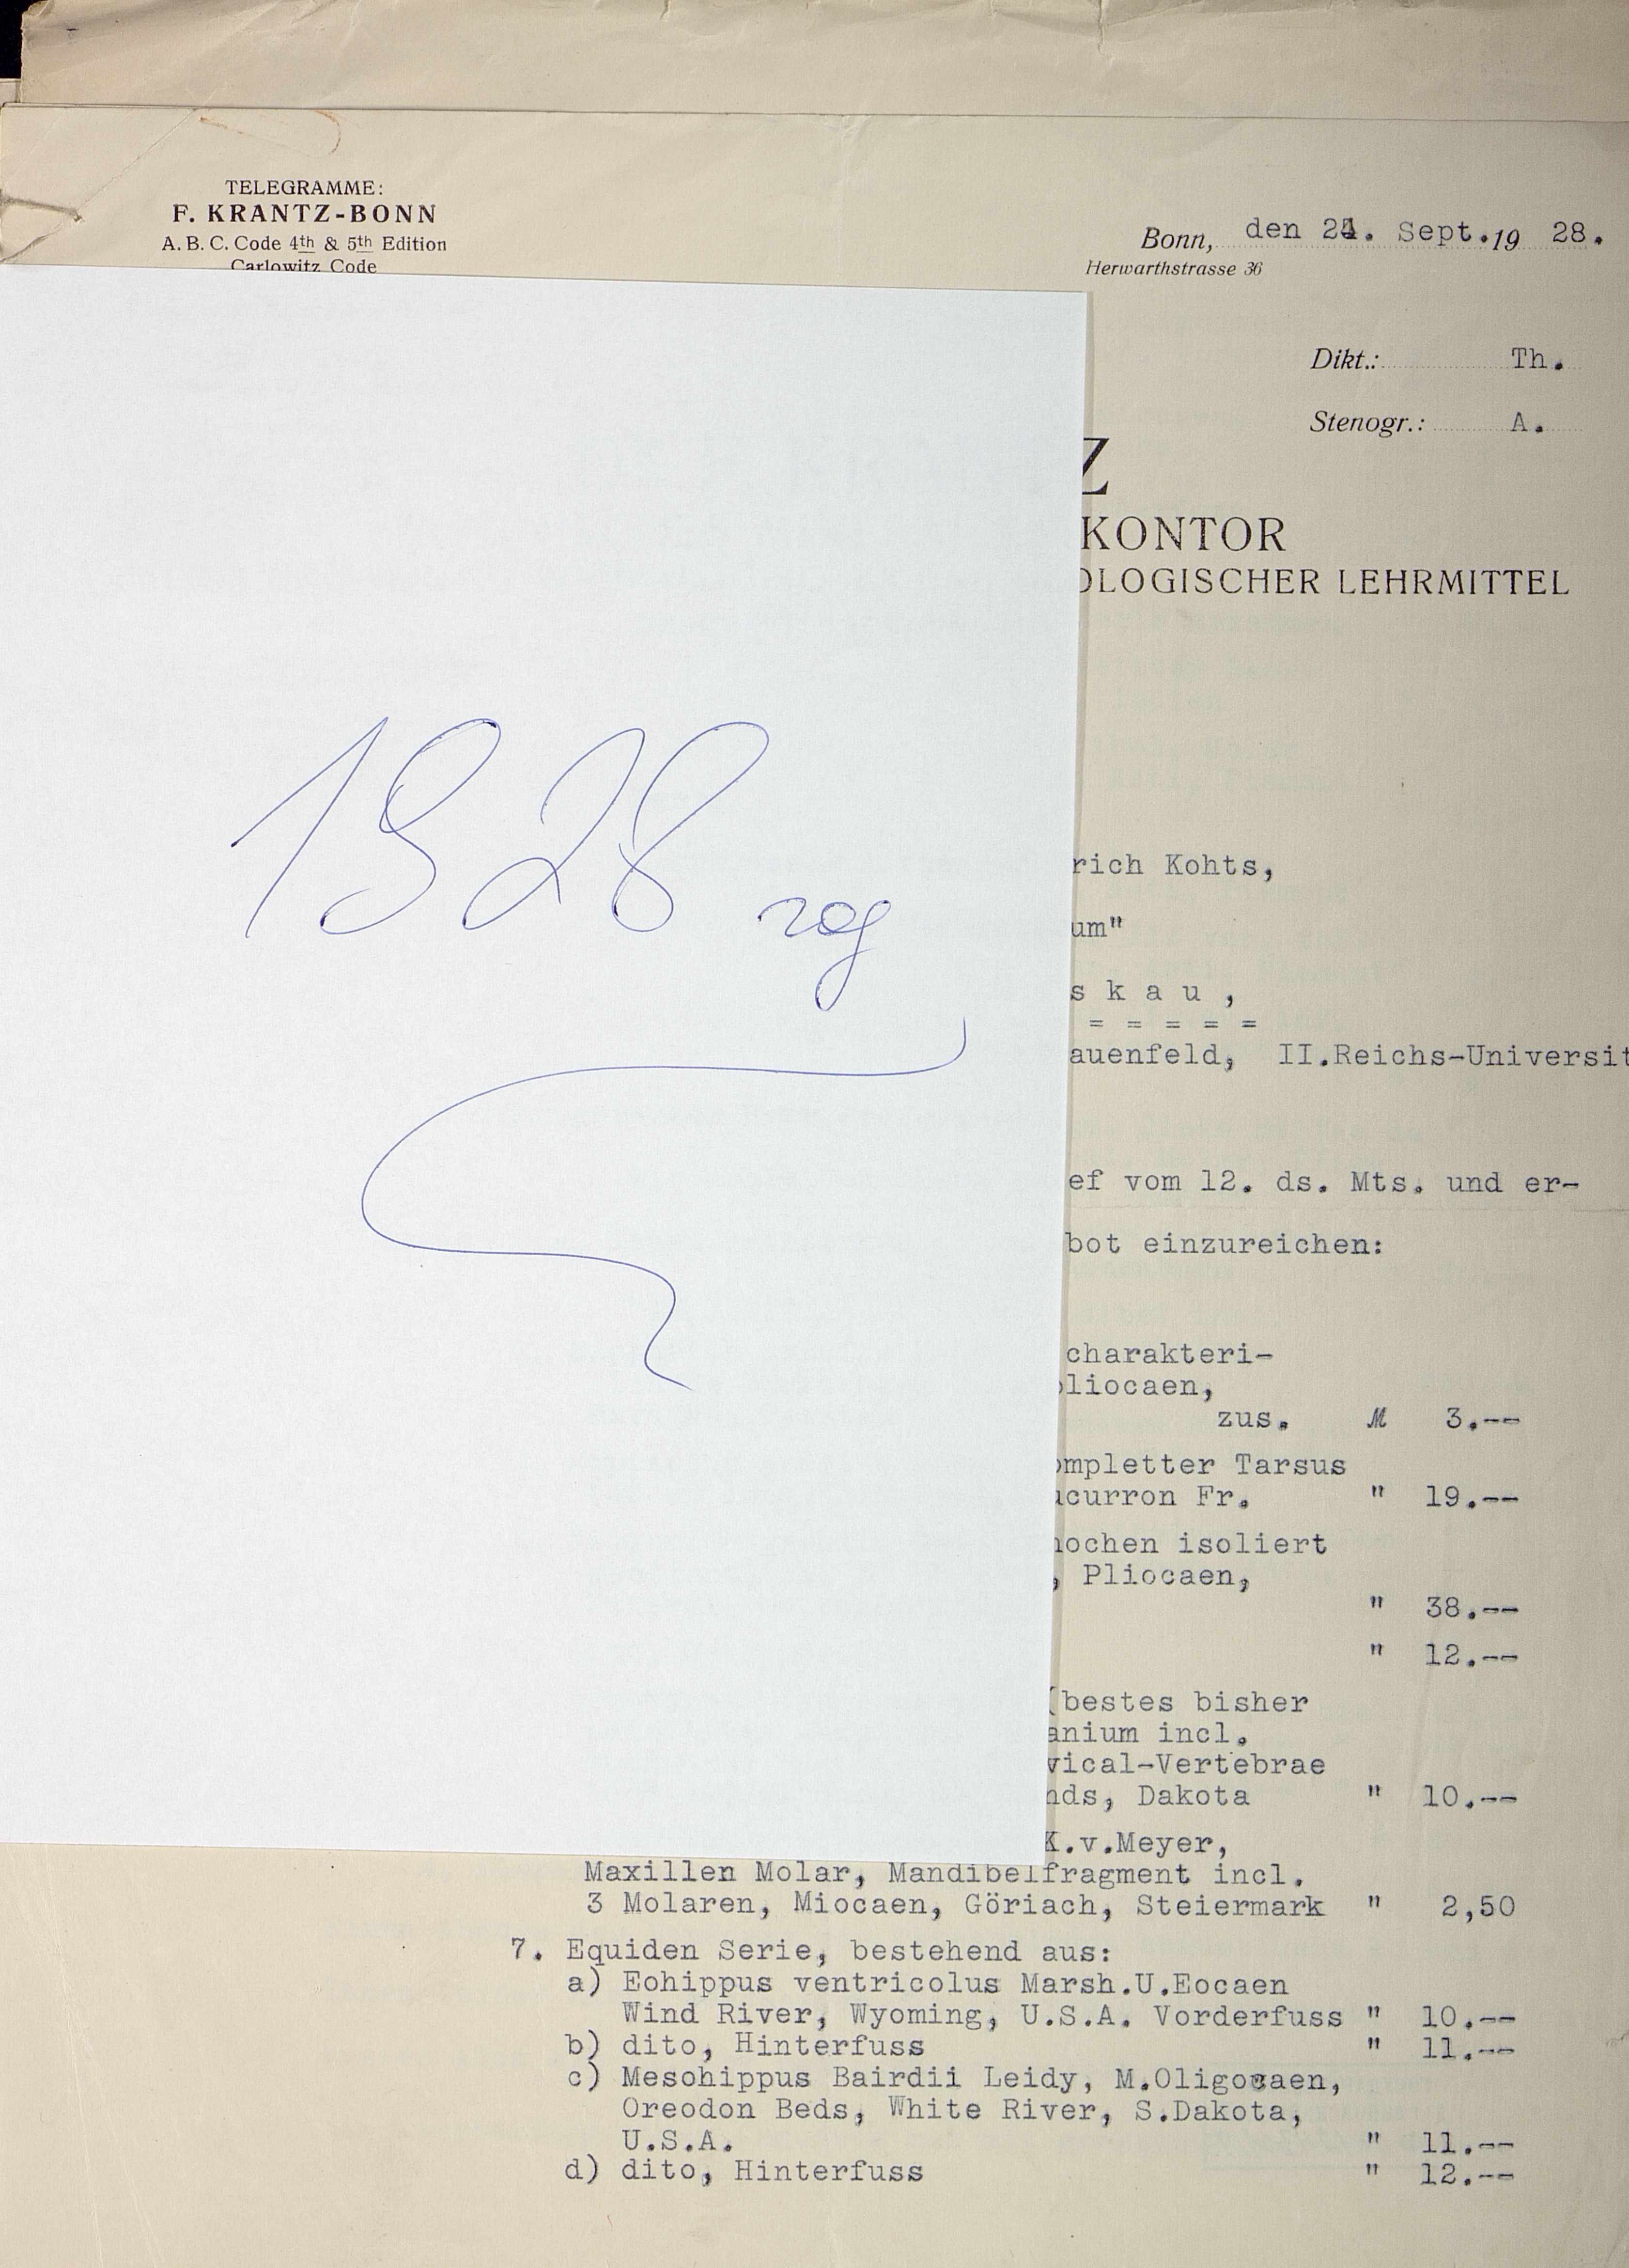 TELEGRAMME:
F. KRANTZ-BONN
A. B. C. Code 4th & 5th Edition
Carlowitz Code
Bonn, den 24. Sept. 19 28.
Herwarthstrasse 36
Dikt.: Th.
Stenogr.: A.
Z
KONTOR
OLOGISCHER LEHRMITTEL
1928 год
rich Kohts,
um"
s k a u ,
= = = = =
auenfeld, II.Reichs-Universit
ef vom 12. ds. Mts. und er-
bot einzureichen:
charakteri-
pliocaen,
zus. M 3.--
ompletter Tarsus
ucurron Fr. " 19.--
nochen isoliert
, Pliocaen,
" 38.--
" 12.--
(bestes bisher
anium incl.
vical-Vertebrae
nds, Dakota " 10.--
K.v.Meyer,
Maxillen Molar, Mandibelfragment incl.
3 Molaren, Miocaen, Göriach, Steiermark " 2,50
7. Equiden Serie, bestehend aus:
a) Eohippus ventricolus Marsh.U.Eocaen
Wind River, Wyoming, U.S.A. Vorderfuss " 10.--
b) dito, Hinterfuss " 11.--
c) Mesohippus Bairdii Leidy, M.Oligocaen,
Oreodon Beds, White River, S.Dakota,
U.S.A. " 11.--
d) dito, Hinterfuss " 12.--